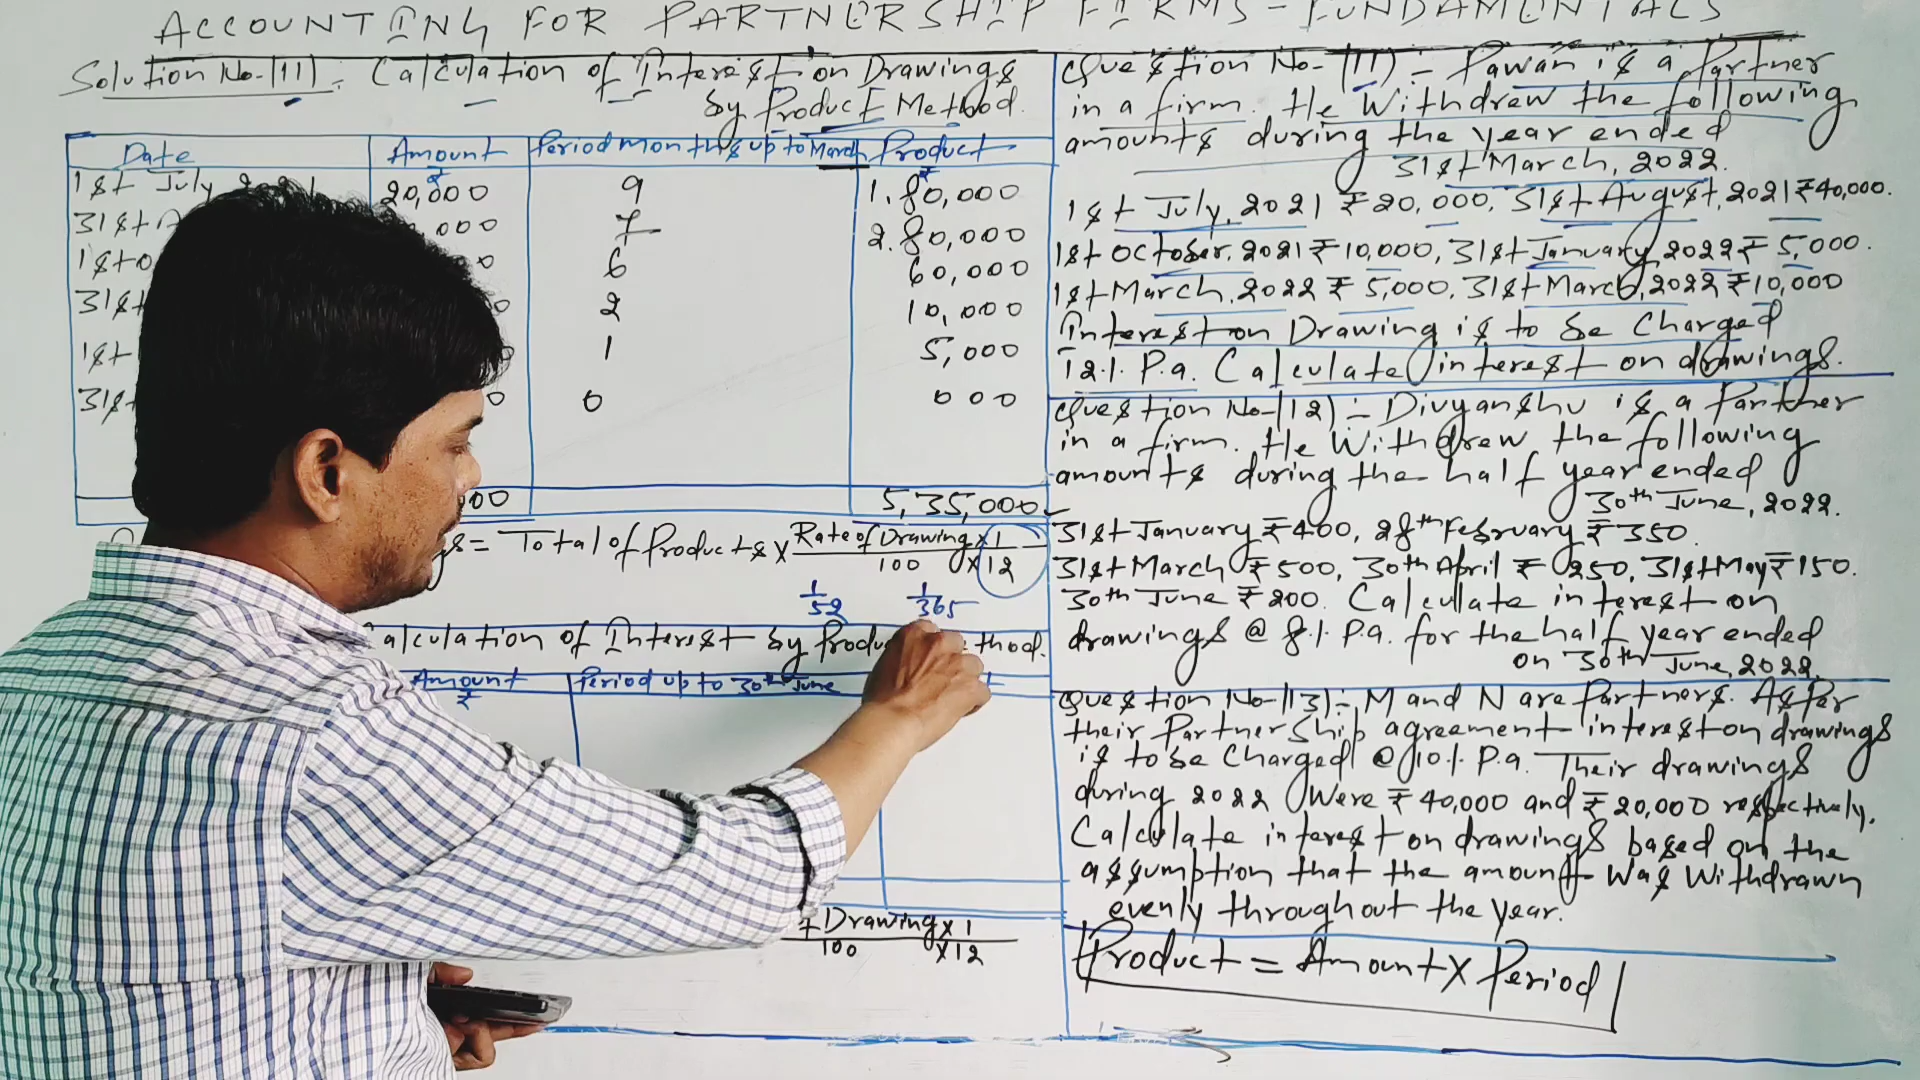 ACCOUNTING FOR PARTNERSHIP FIRMS - FUNDAMENTALS
Solution No-(11) : Calculation of Interest on Drawings
by Product Method.
Date Amount Period months up to March Product
₹ ₹
1st July 20,000 9 1,80,000
31st A 000 7 2,80,000
1st O 0 6 60,000
31st 0 2 10,000
1st 1 5,000
31st 0 0 000
000 5,35,000
= Total of Products × Rate of Drawing × 1
100 × 12
1/52 1/365
Calculation of Interest by Produ thod.
Amount Period up to 30th June
₹
Drawing × 1
100 × 12
Question No-(11) :- Pawan is a Partner
in a firm. He Withdrew the following
amounts during the year ended
31st March, 2022.
1st July, 2021 ₹20,000, 31st August, 2021 ₹40,000.
1st October, 2021 ₹10,000, 31st January, 2022 ₹ 5,000.
1st March, 2022 ₹ 5,000, 31st March, 2022 ₹10,000
Interest on Drawing is to be Charged
12% P.a. Calculate interest on drawings.
Question No-(12) :- Divyanshu is a Partner
in a firm. He Withdrew the following
amounts during the half year ended
30th June, 2022.
31st January ₹400, 28th February ₹ 350.
31st March ₹500, 30th April ₹ 250, 31st May ₹150.
30th June ₹200. Calculate interest on
drawings @ 8% P.a. for the half year ended
on 30th June, 2022.
Question No-(13) :- M and N are Partners. As Per
their PartnerShip agreement interest on drawings
is to be Charged @ 10% P.a. Their drawings
during 2022 Were ₹40,000 and ₹20,000 respectively.
Calculate interest on drawings based on the
assumption that the amount Was Withdrawn
evenly throughout the year.
Product = Amount × Period